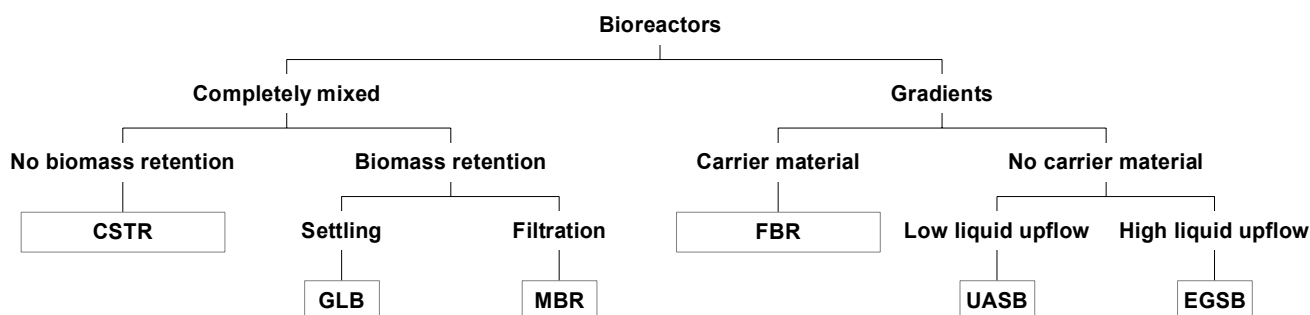 Bioreactors
Completely mixed Gradients
No biomass retention Biomass retention Carrier material No carrier material
CSTR Settling Filtration FBR Low liquid upflow High liquid upflow
GLB MBR UASB EGSB